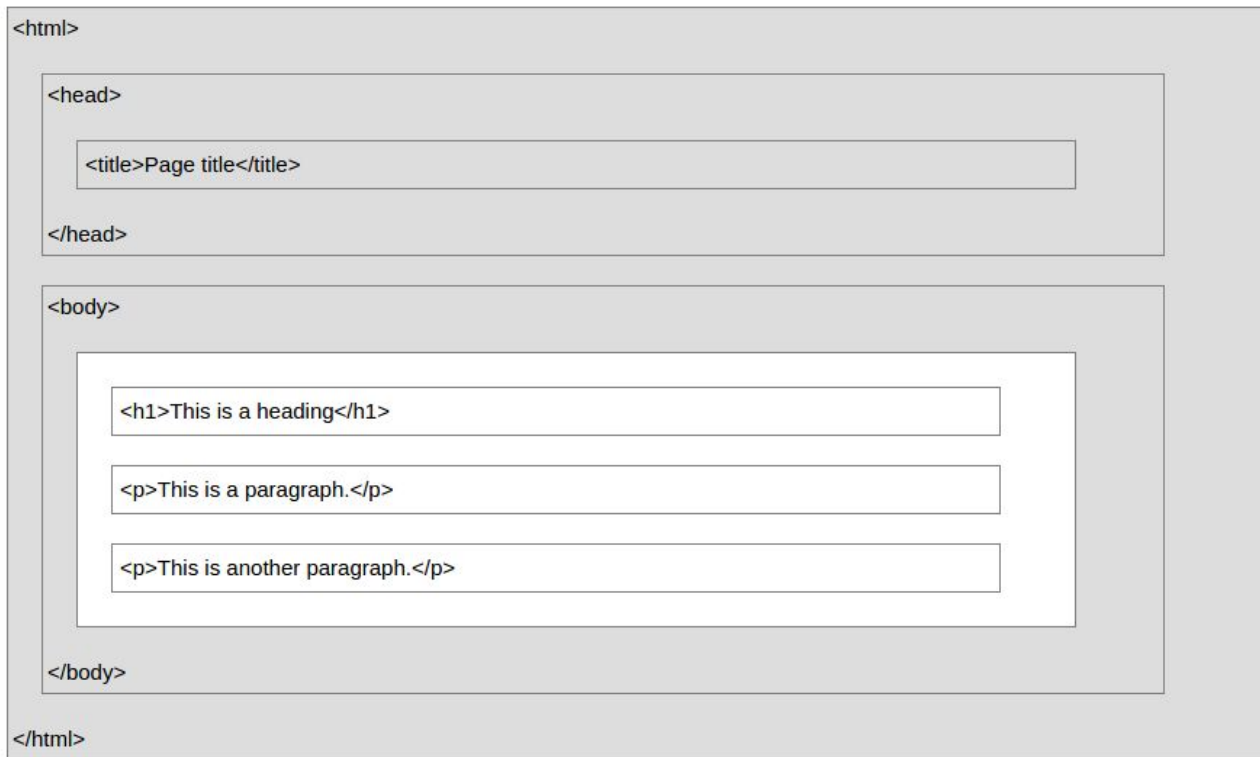 <html>
<head>
<title>Page title</title>
</head>
<body>
<h1>This is a heading</h1>
<p>This is a paragraph.</p>
<p>This is another paragraph.</p>
</body>
</html>